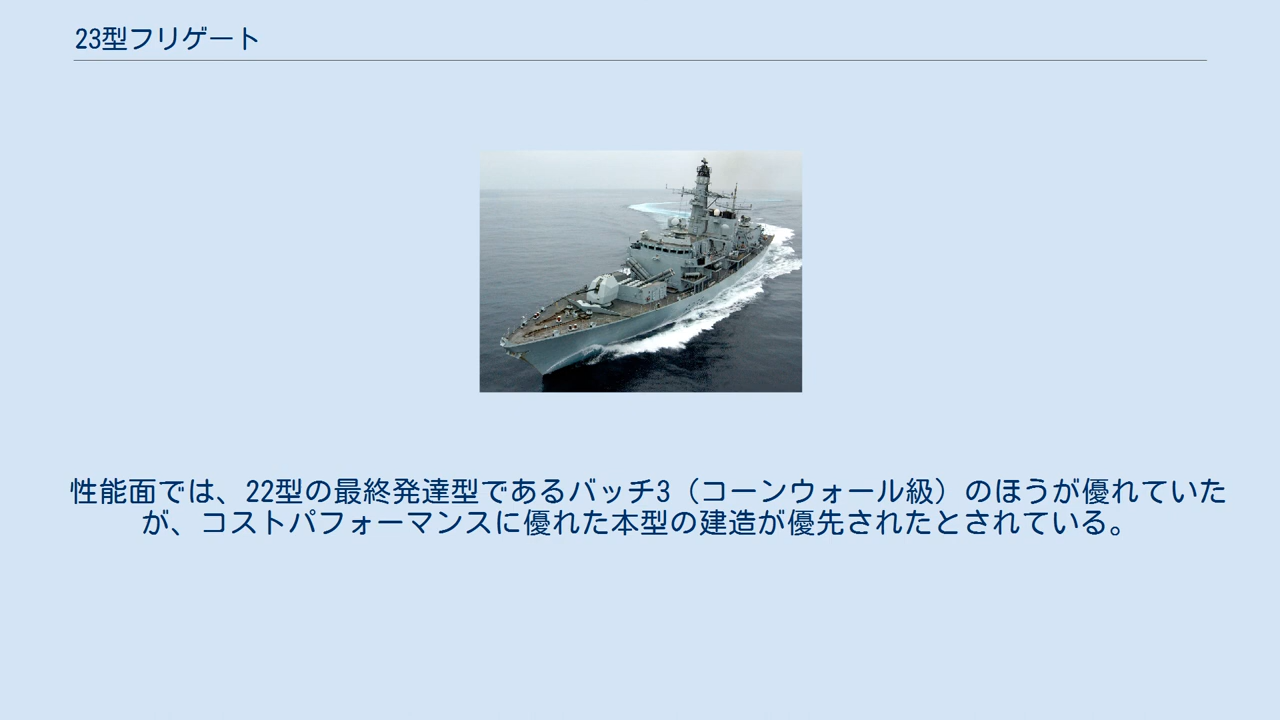 23型フリゲート
性能面では、22型の最終発達型であるバッチ3（コーンウォール級）のほうが優れていた
が、コストパフォーマンスに優れた本型の建造が優先されたとされている。